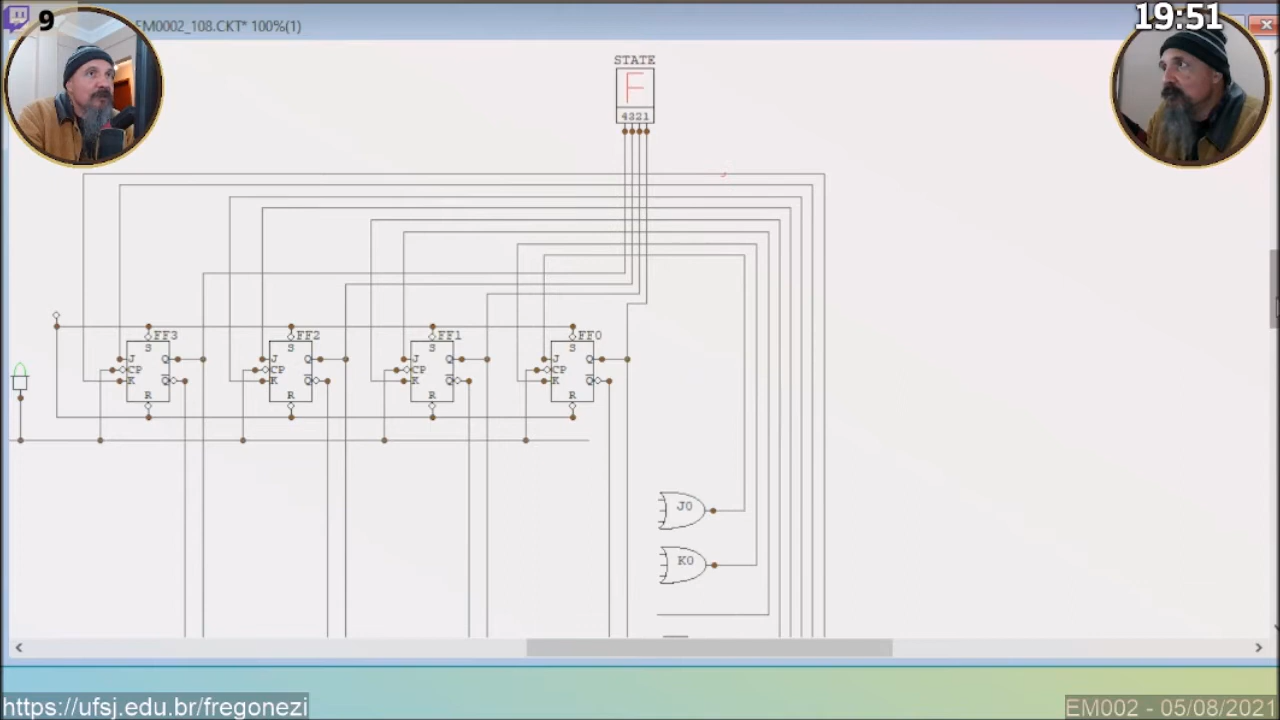 9
EM0002_108.CKT* 100%(1)
19:51
STATE
F
4321
FF3
S
J
Q
CP
K
Q
R
FF2
S
J
Q
CP
K
Q
R
FF1
S
J
Q
CP
K
Q
R
FF0
S
J
Q
CP
K
Q
R
J0
K0
https://ufsj.edu.br/fregonezi
EM002 - 05/08/2021